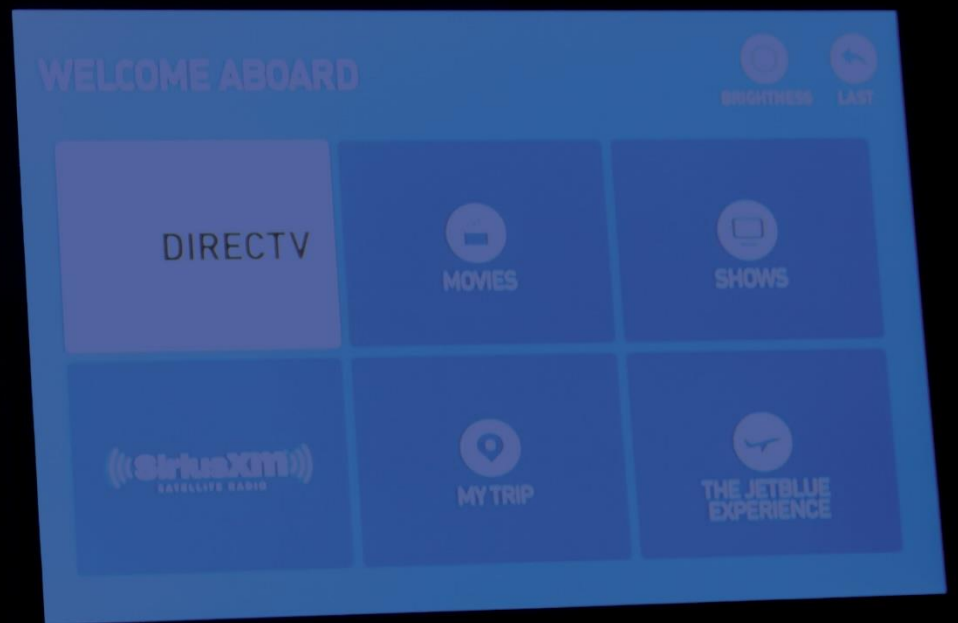 WELCOME ABOARD
BRIGHTNESS
LAST
DIRECTV
MOVIES
SHOWS
((SiriusXM))
SATELLITE RADIO
MY TRIP
THE JETBLUE
EXPERIENCE